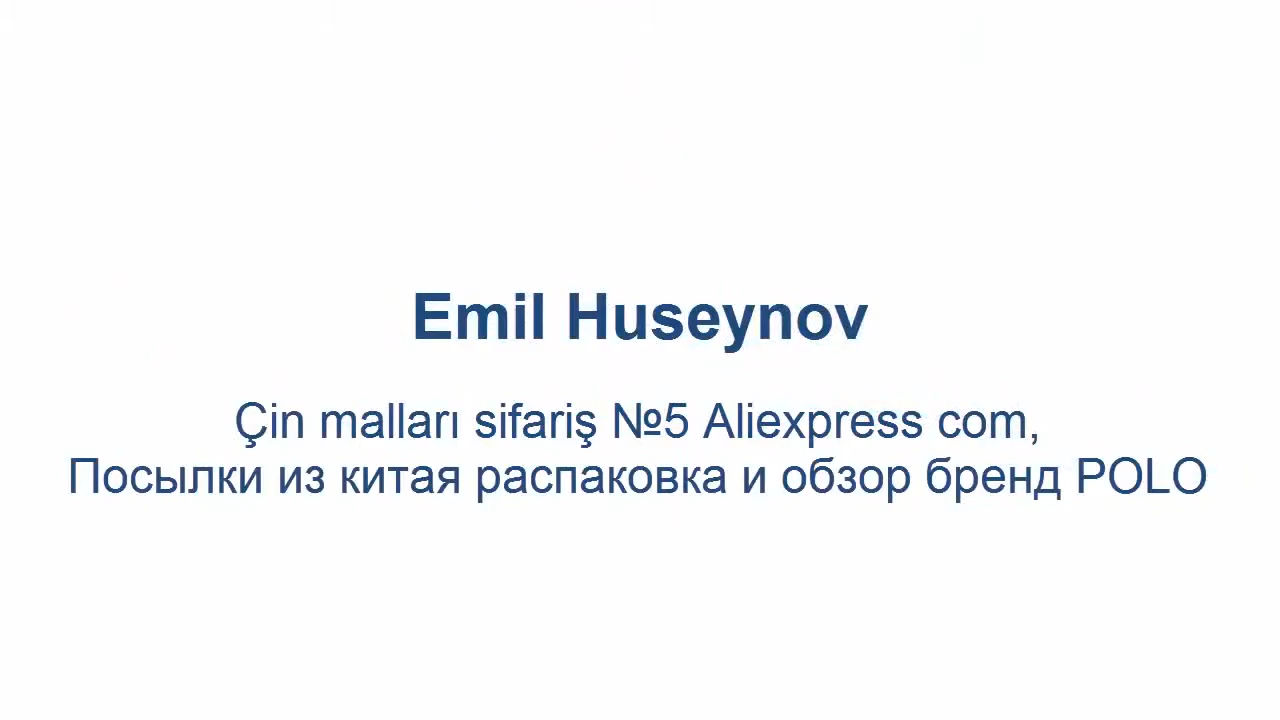 Emil Huseynov
Çin malları sifariş №5 Aliexpress com,
Посылки из китая распаковка и обзор бренд POLO